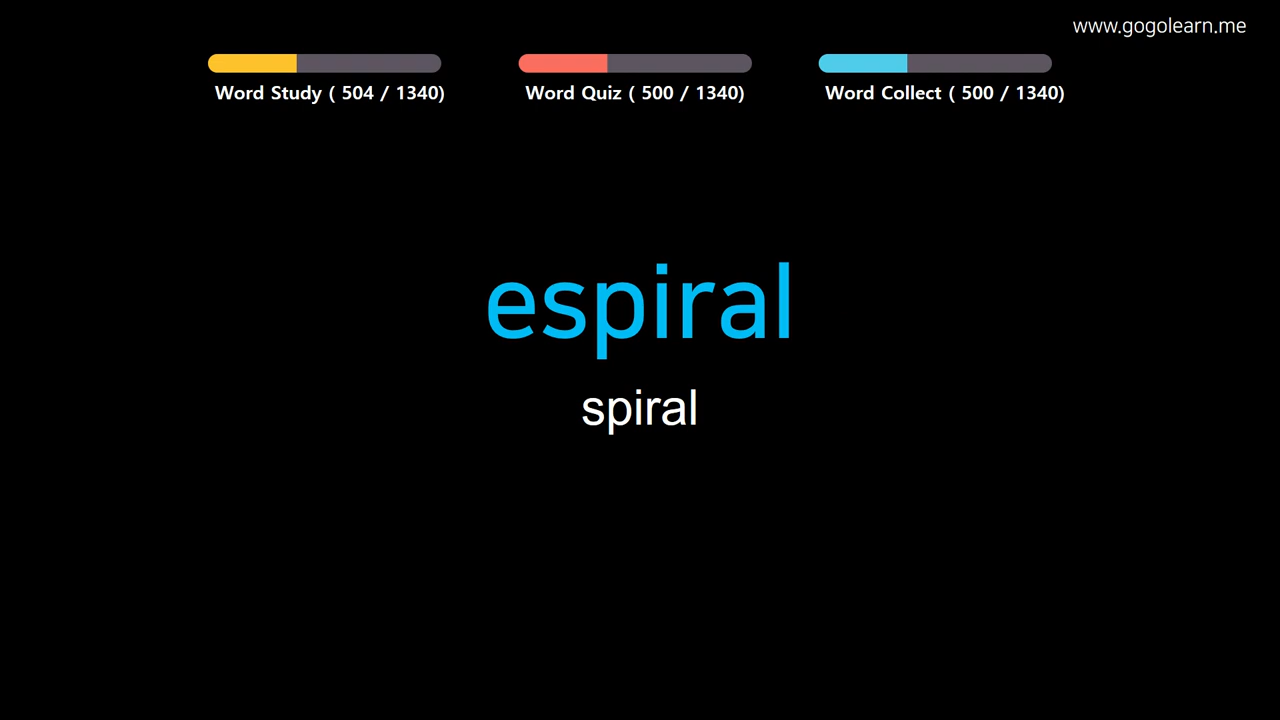 www.gogolearn.me
Word Study ( 504 / 1340)
Word Quiz ( 500 / 1340)
Word Collect ( 500 / 1340)
espiral
spiral